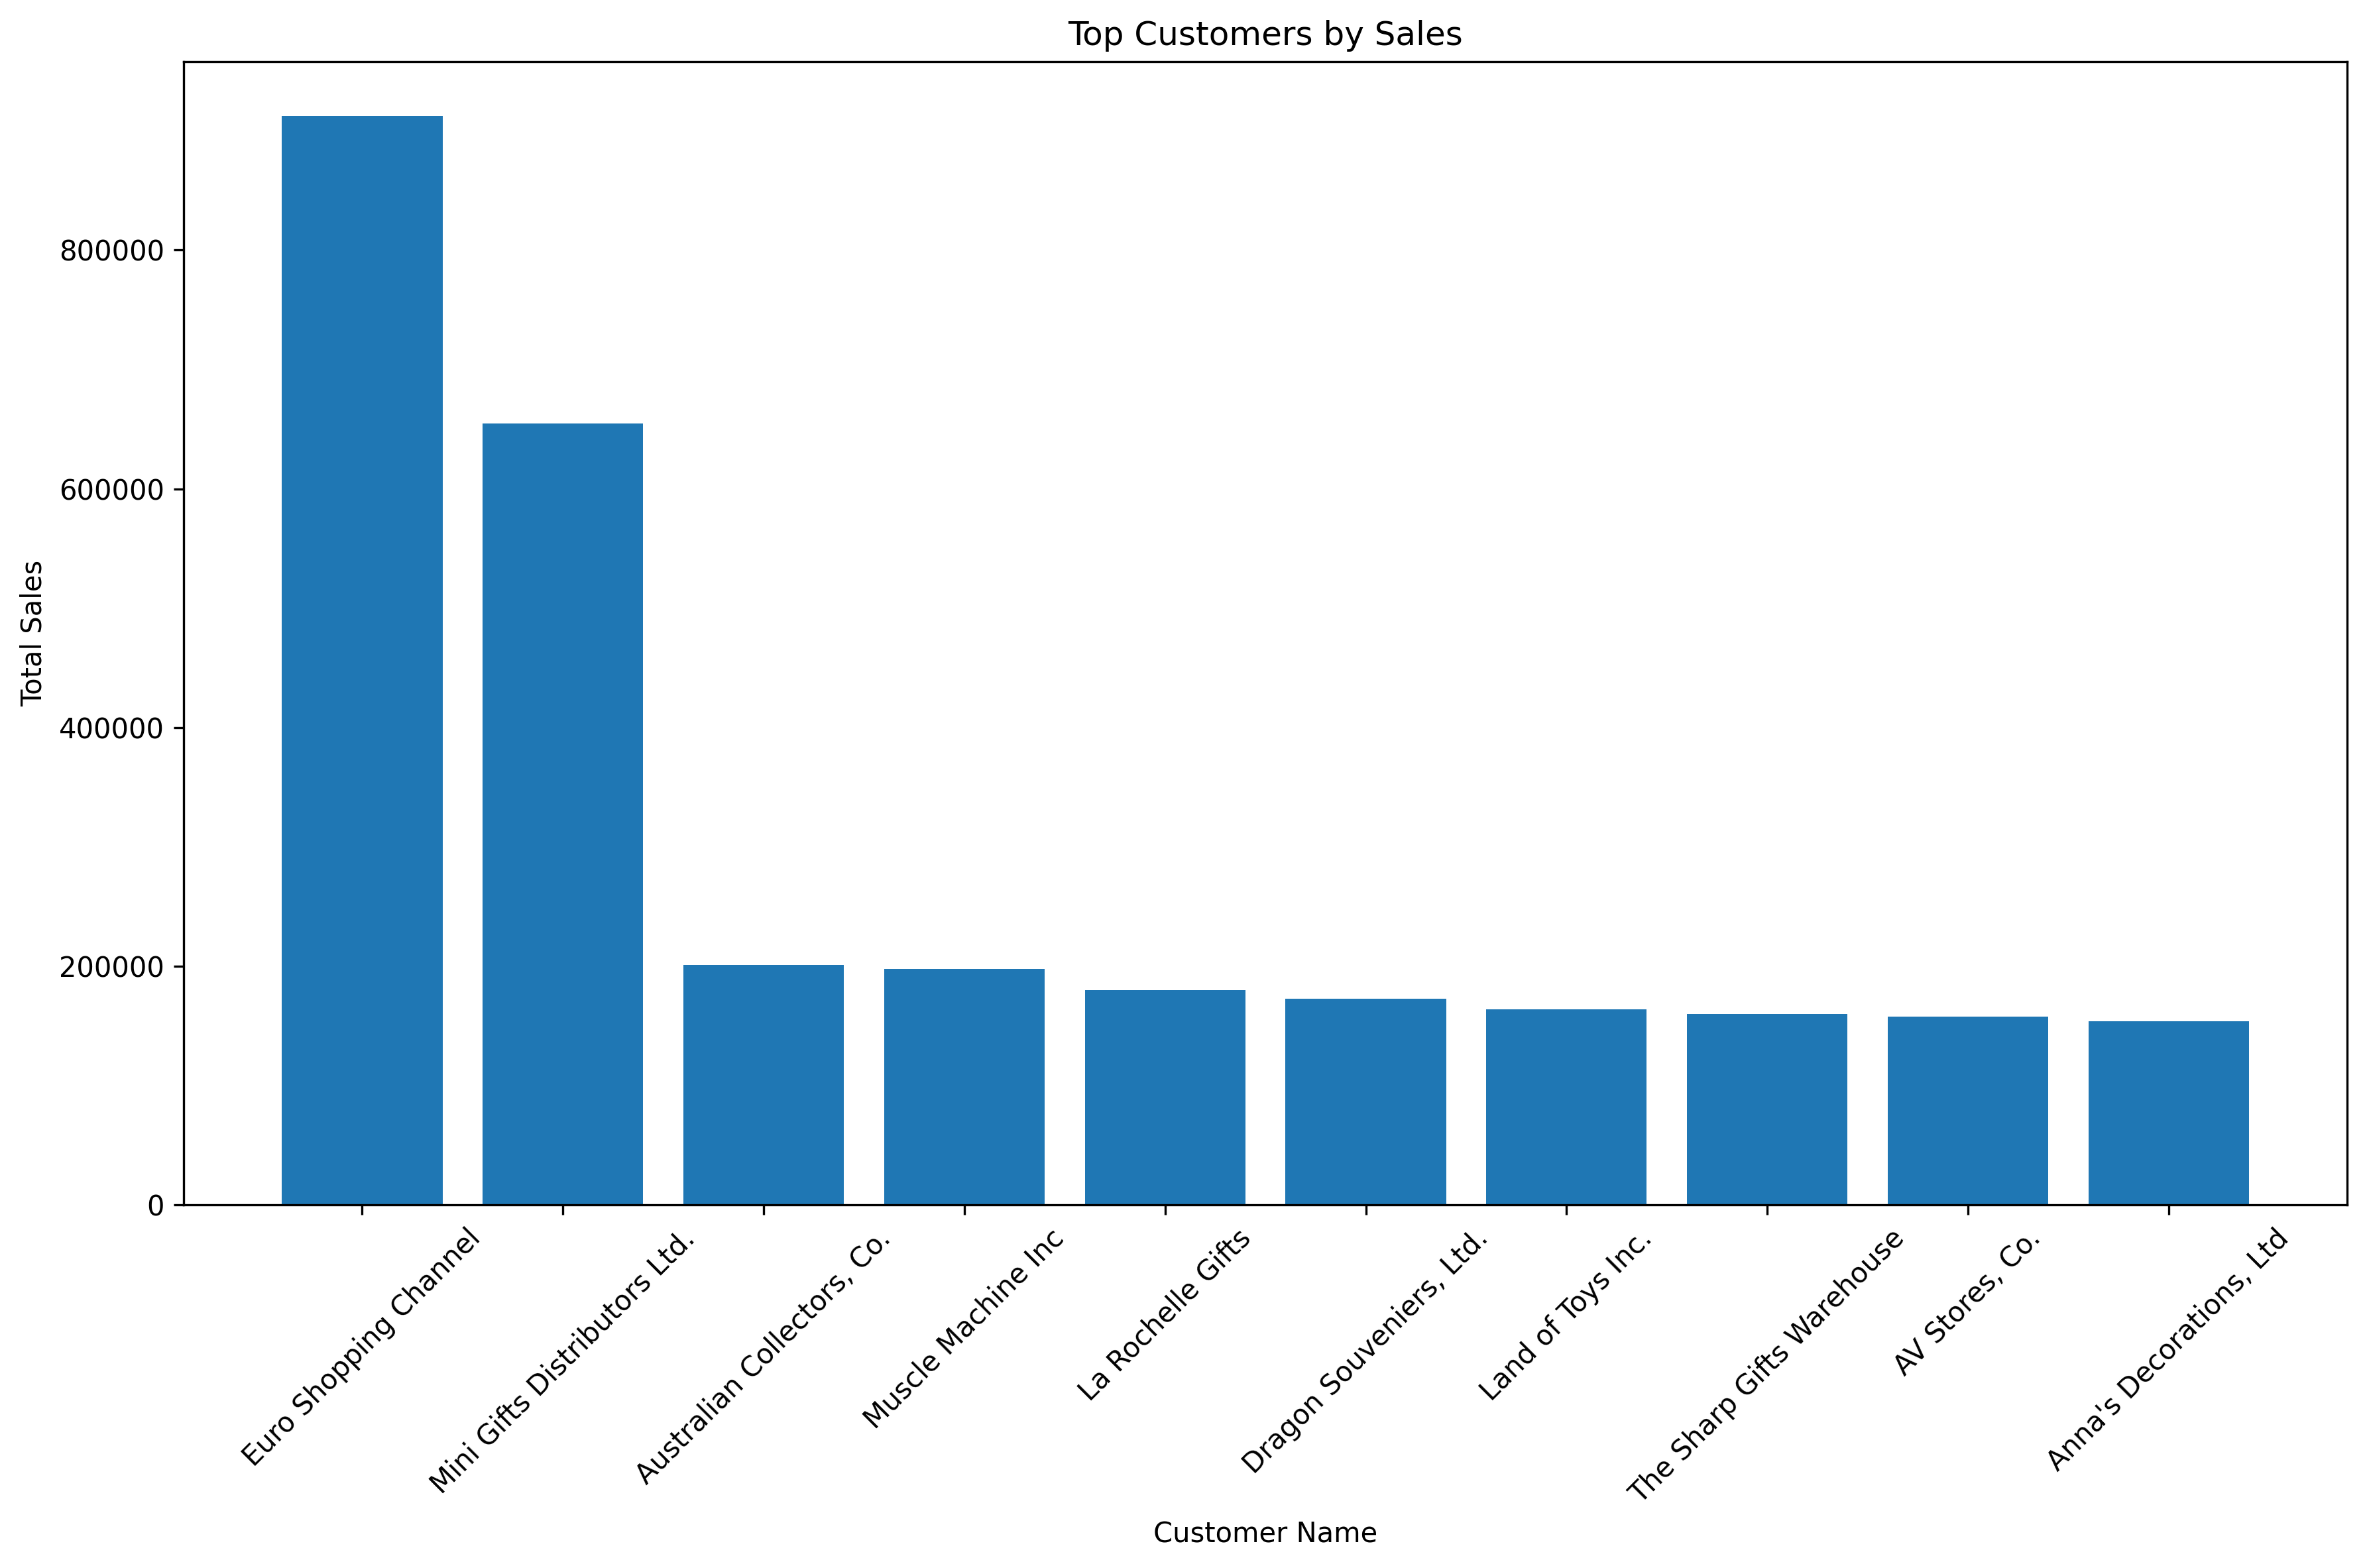 Top Customers by Sales
Total Sales
800000
600000
400000
200000
0
Euro Shopping Channel
Mini Gifts Distributors Ltd.
Australian Collectors, Co.
Muscle Machine Inc
La Rochelle Gifts
Dragon Souveniers, Ltd.
Land of Toys Inc.
The Sharp Gifts Warehouse
AV Stores, Co.
Anna's Decorations, Ltd
Customer Name